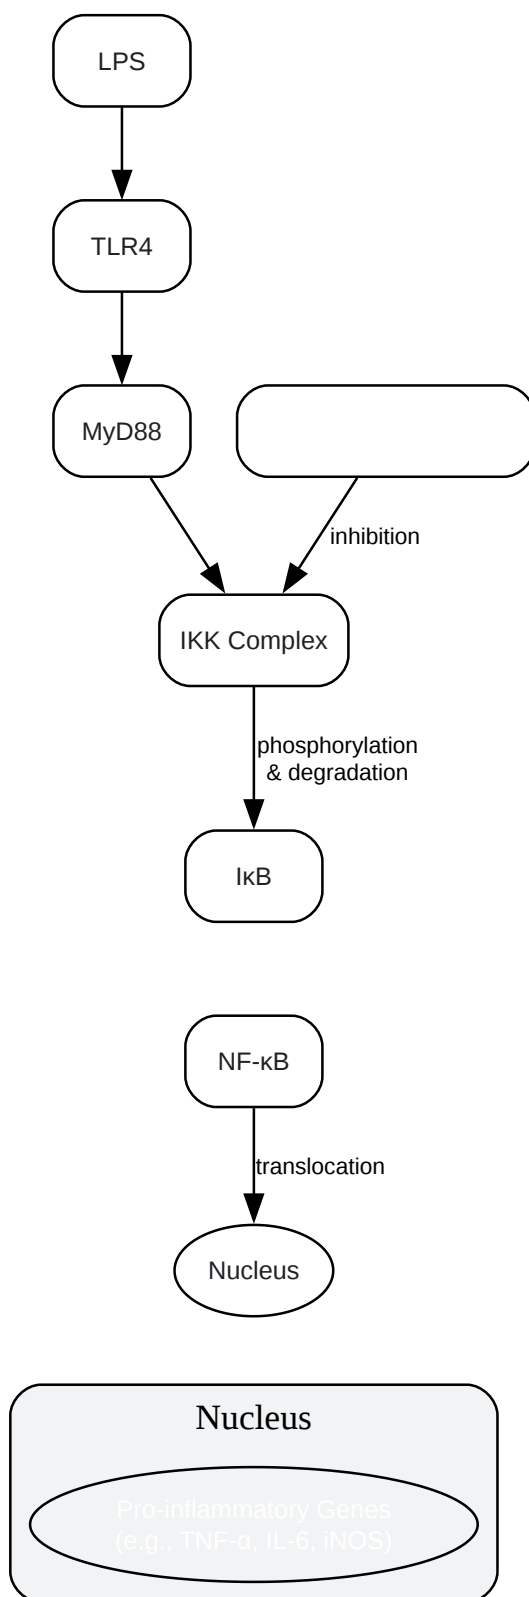 LPS
TLR4
MyD88
inhibition
IKK Complex
phosphorylation
& degradation
IκB
NF-κB
translocation
Nucleus
Nucleus
Pro-inflammatory Genes
(e.g., TNF-α, IL-6, iNOS)